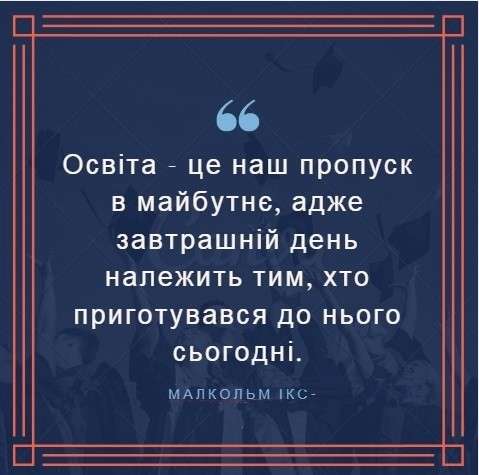 Освіта - це наш пропуск
в майбутнє, адже
завтрашній день
належить тим, хто
приготувався до нього
сьогодні.
МАЛКОЛЬМ ІКС-